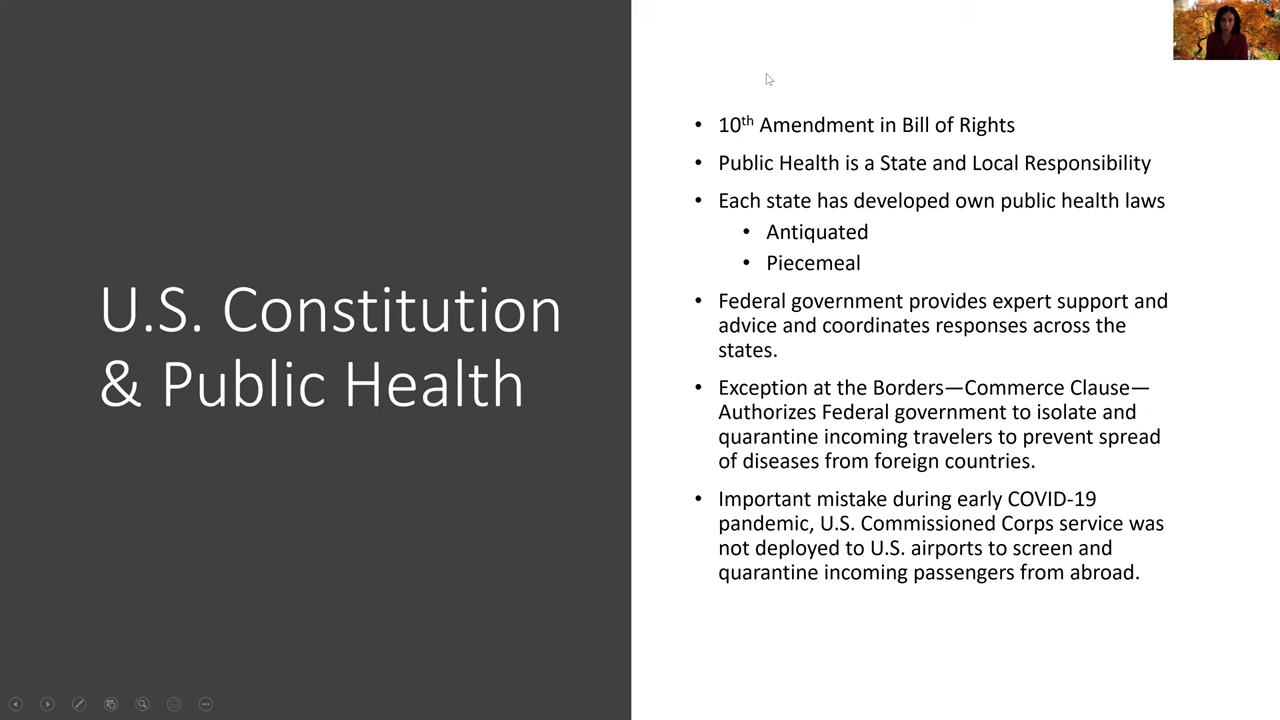 U.S. Constitution
& Public Health
• 10th Amendment in Bill of Rights
• Public Health is a State and Local Responsibility
• Each state has developed own public health laws
• Antiquated
• Piecemeal
• Federal government provides expert support and
advice and coordinates responses across the
states.
• Exception at the Borders—Commerce Clause—
Authorizes Federal government to isolate and
quarantine incoming travelers to prevent spread
of diseases from foreign countries.
• Important mistake during early COVID-19
pandemic, U.S. Commissioned Corps service was
not deployed to U.S. airports to screen and
quarantine incoming passengers from abroad.